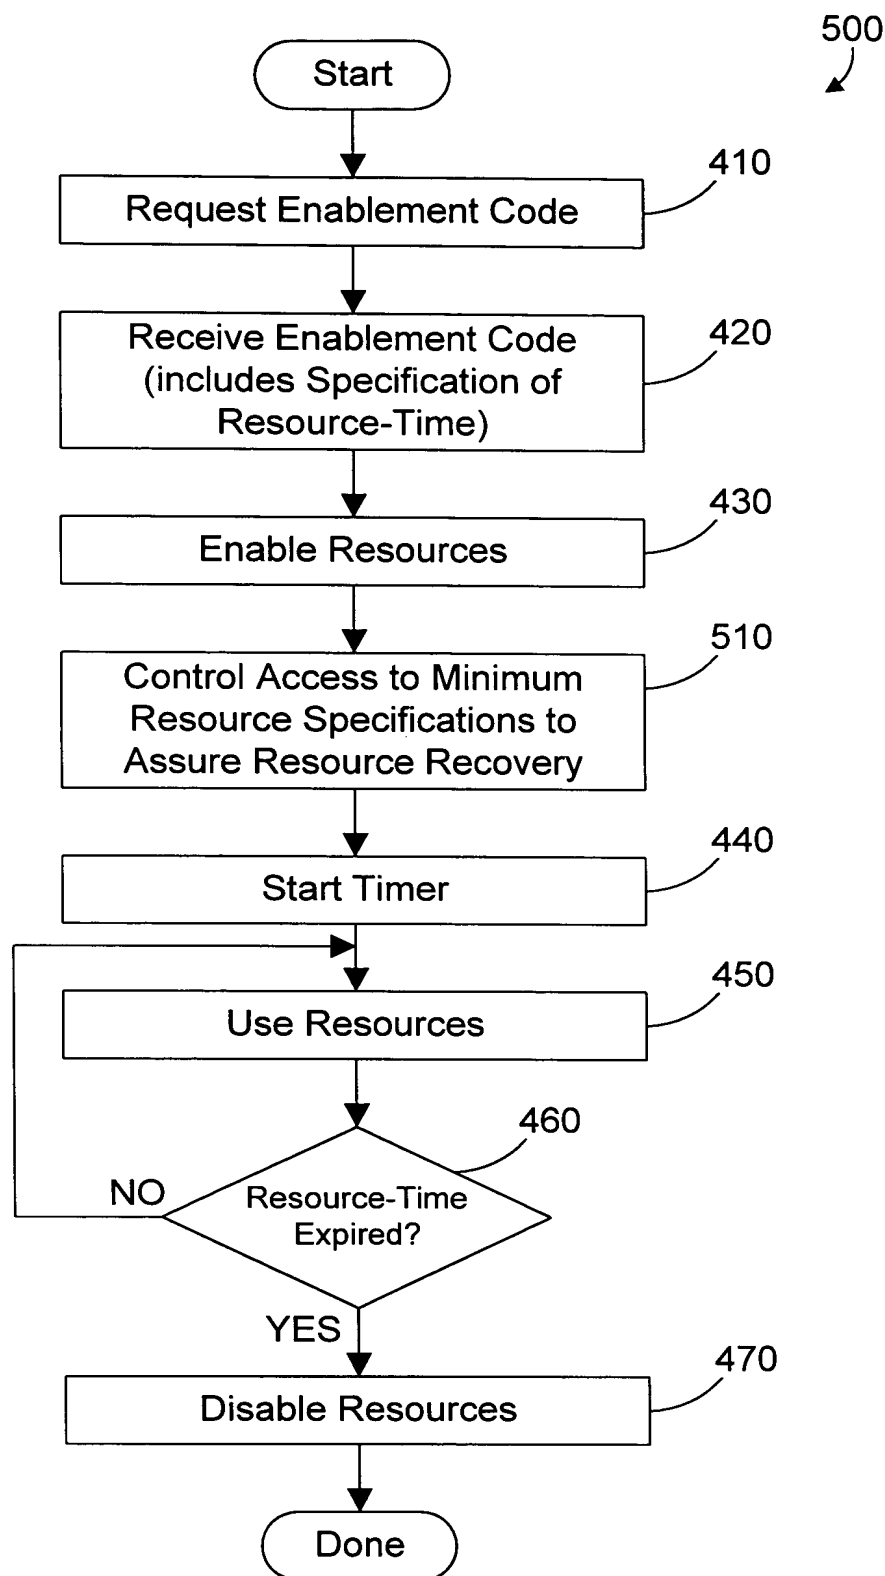 500
Start
410
Request Enablement Code
420
Receive Enablement Code
(includes Specification of
Resource-Time)
430
Enable Resources
510
Control Access to Minimum
Resource Specifications to
Assure Resource Recovery
440
Start Timer
450
Use Resources
460
Resource-Time
Expired?
NO
YES
470
Disable Resources
Done